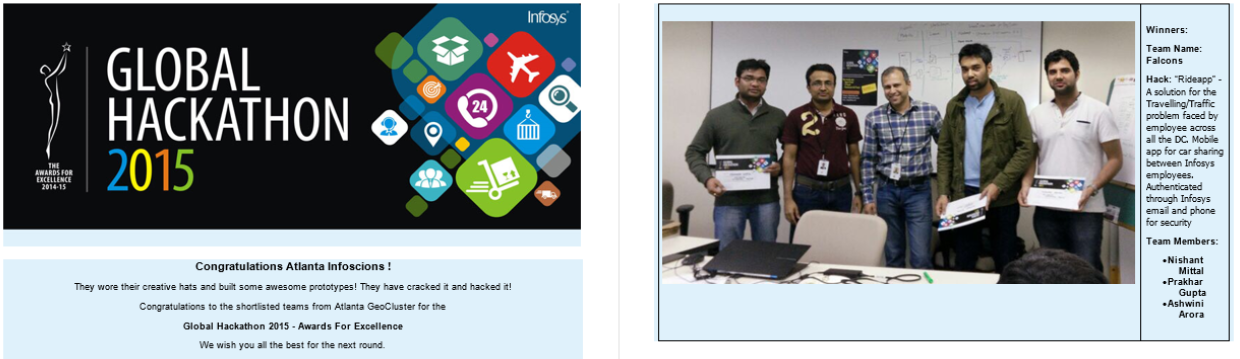 Infosys
GLOBAL
HACKATHON
2015
THE
AWARDS FOR
EXCELLENCE
2014-15
24
Congratulations Atlanta Infoscions !
They wore their creative hats and built some awesome prototypes! They have cracked it and hacked it!
Congratulations to the shortlisted teams from Atlanta GeoCluster for the
Global Hackathon 2015 - Awards For Excellence
We wish you all the best for the next round.
2
Winners:
Team Name:
Falcons
Hack: "Rideapp" -
A solution for the
Travelling/Traffic
problem faced by
employee across
all the DC. Mobile
app for car sharing
between Infosys
employees.
Authenticated
through Infosys
email and phone
for security
Team Members:
•Nishant
Mittal
•Prakhar
Gupta
•Ashwini
Arora